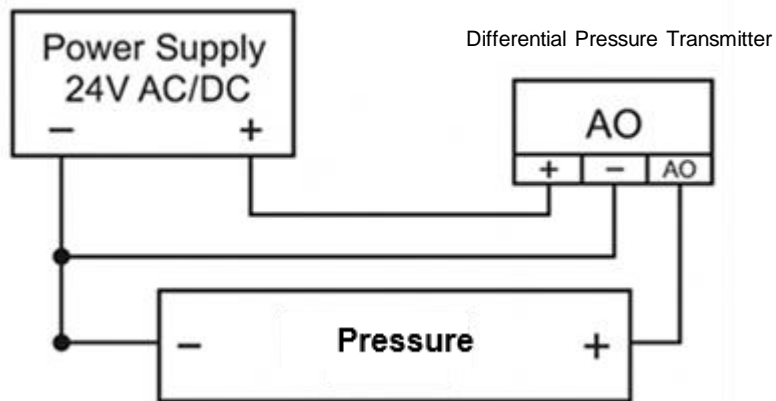 Power Supply
24V AC/DC
− +
Differential Pressure Transmitter
AO
+ − AO
− Pressure +